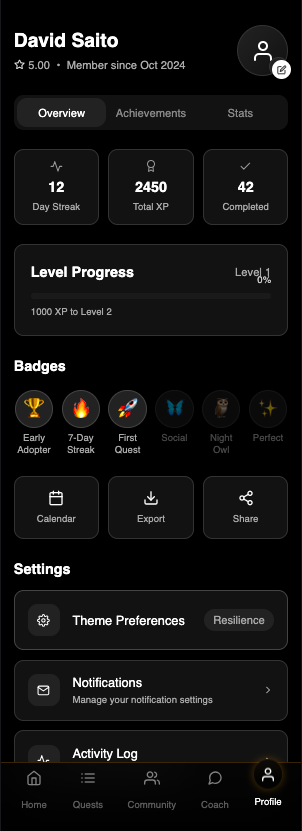 David Saito
5.00 • Member since Oct 2024
Overview Achievements Stats
12 2450 42
Day Streak Total XP Completed
Level Progress Level 1
0%
1000 XP to Level 2
Badges
Early 7-Day First Social Night Perfect
Adopter Streak Quest Owl
Calendar Export Share
Settings
Theme Preferences Resilience
Notifications
Manage your notification settings
Activity Log
Home Quests Community Coach Profile